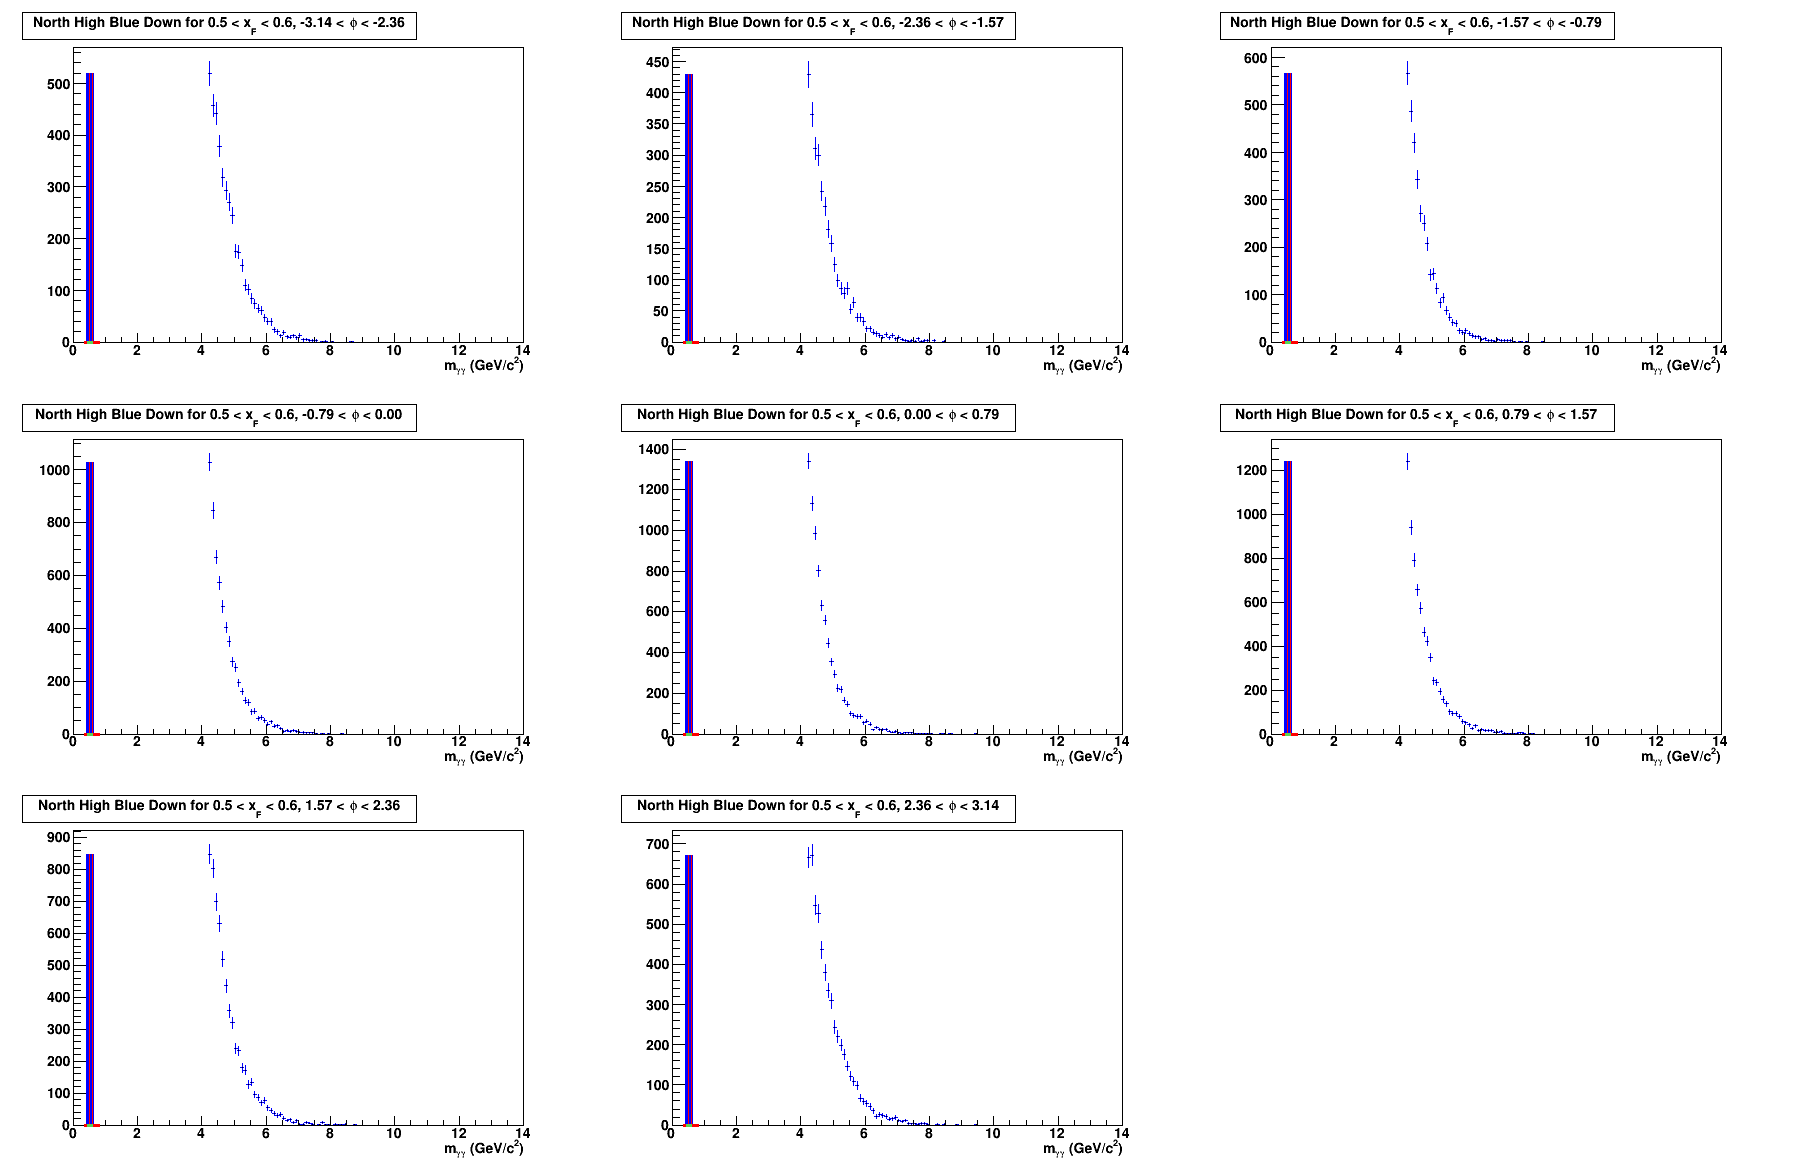 North High Blue Down for 0.5 < x_F < 0.6, -3.14 < ϕ < -2.36
500
400
300
200
100
0
0 2 4 6 8 10 12 14
m_γγ (GeV/c²)
North High Blue Down for 0.5 < x_F < 0.6, -2.36 < ϕ < -1.57
450
400
350
300
250
200
150
100
50
0
0 2 4 6 8 10 12 14
m_γγ (GeV/c²)
North High Blue Down for 0.5 < x_F < 0.6, -1.57 < ϕ < -0.79
600
500
400
300
200
100
0
0 2 4 6 8 10 12 14
m_γγ (GeV/c²)
North High Blue Down for 0.5 < x_F < 0.6, -0.79 < ϕ < 0.00
1000
800
600
400
200
0
0 2 4 6 8 10 12 14
m_γγ (GeV/c²)
North High Blue Down for 0.5 < x_F < 0.6, 0.00 < ϕ < 0.79
1400
1200
1000
800
600
400
200
0
0 2 4 6 8 10 12 14
m_γγ (GeV/c²)
North High Blue Down for 0.5 < x_F < 0.6, 0.79 < ϕ < 1.57
1200
1000
800
600
400
200
0
0 2 4 6 8 10 12 14
m_γγ (GeV/c²)
North High Blue Down for 0.5 < x_F < 0.6, 1.57 < ϕ < 2.36
900
800
700
600
500
400
300
200
100
0
0 2 4 6 8 10 12 14
m_γγ (GeV/c²)
North High Blue Down for 0.5 < x_F < 0.6, 2.36 < ϕ < 3.14
700
600
500
400
300
200
100
0
0 2 4 6 8 10 12 14
m_γγ (GeV/c²)